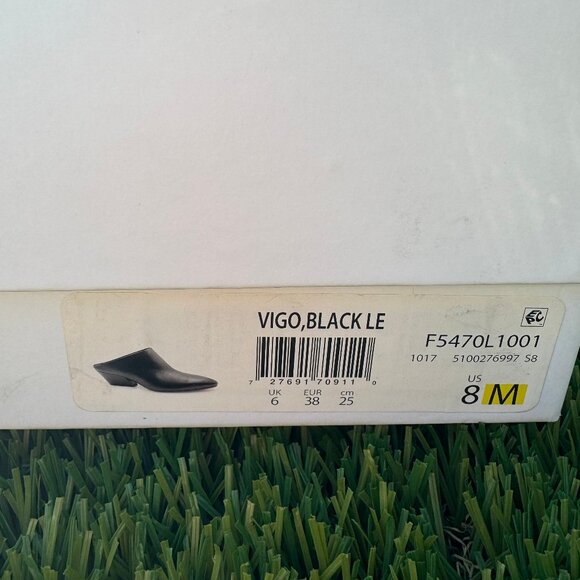 VIGO,BLACK LE
7 27691 70911 0
UK EUR cm
6 38 25
F5470L1001
1017 5100276997 S8
US
8 M